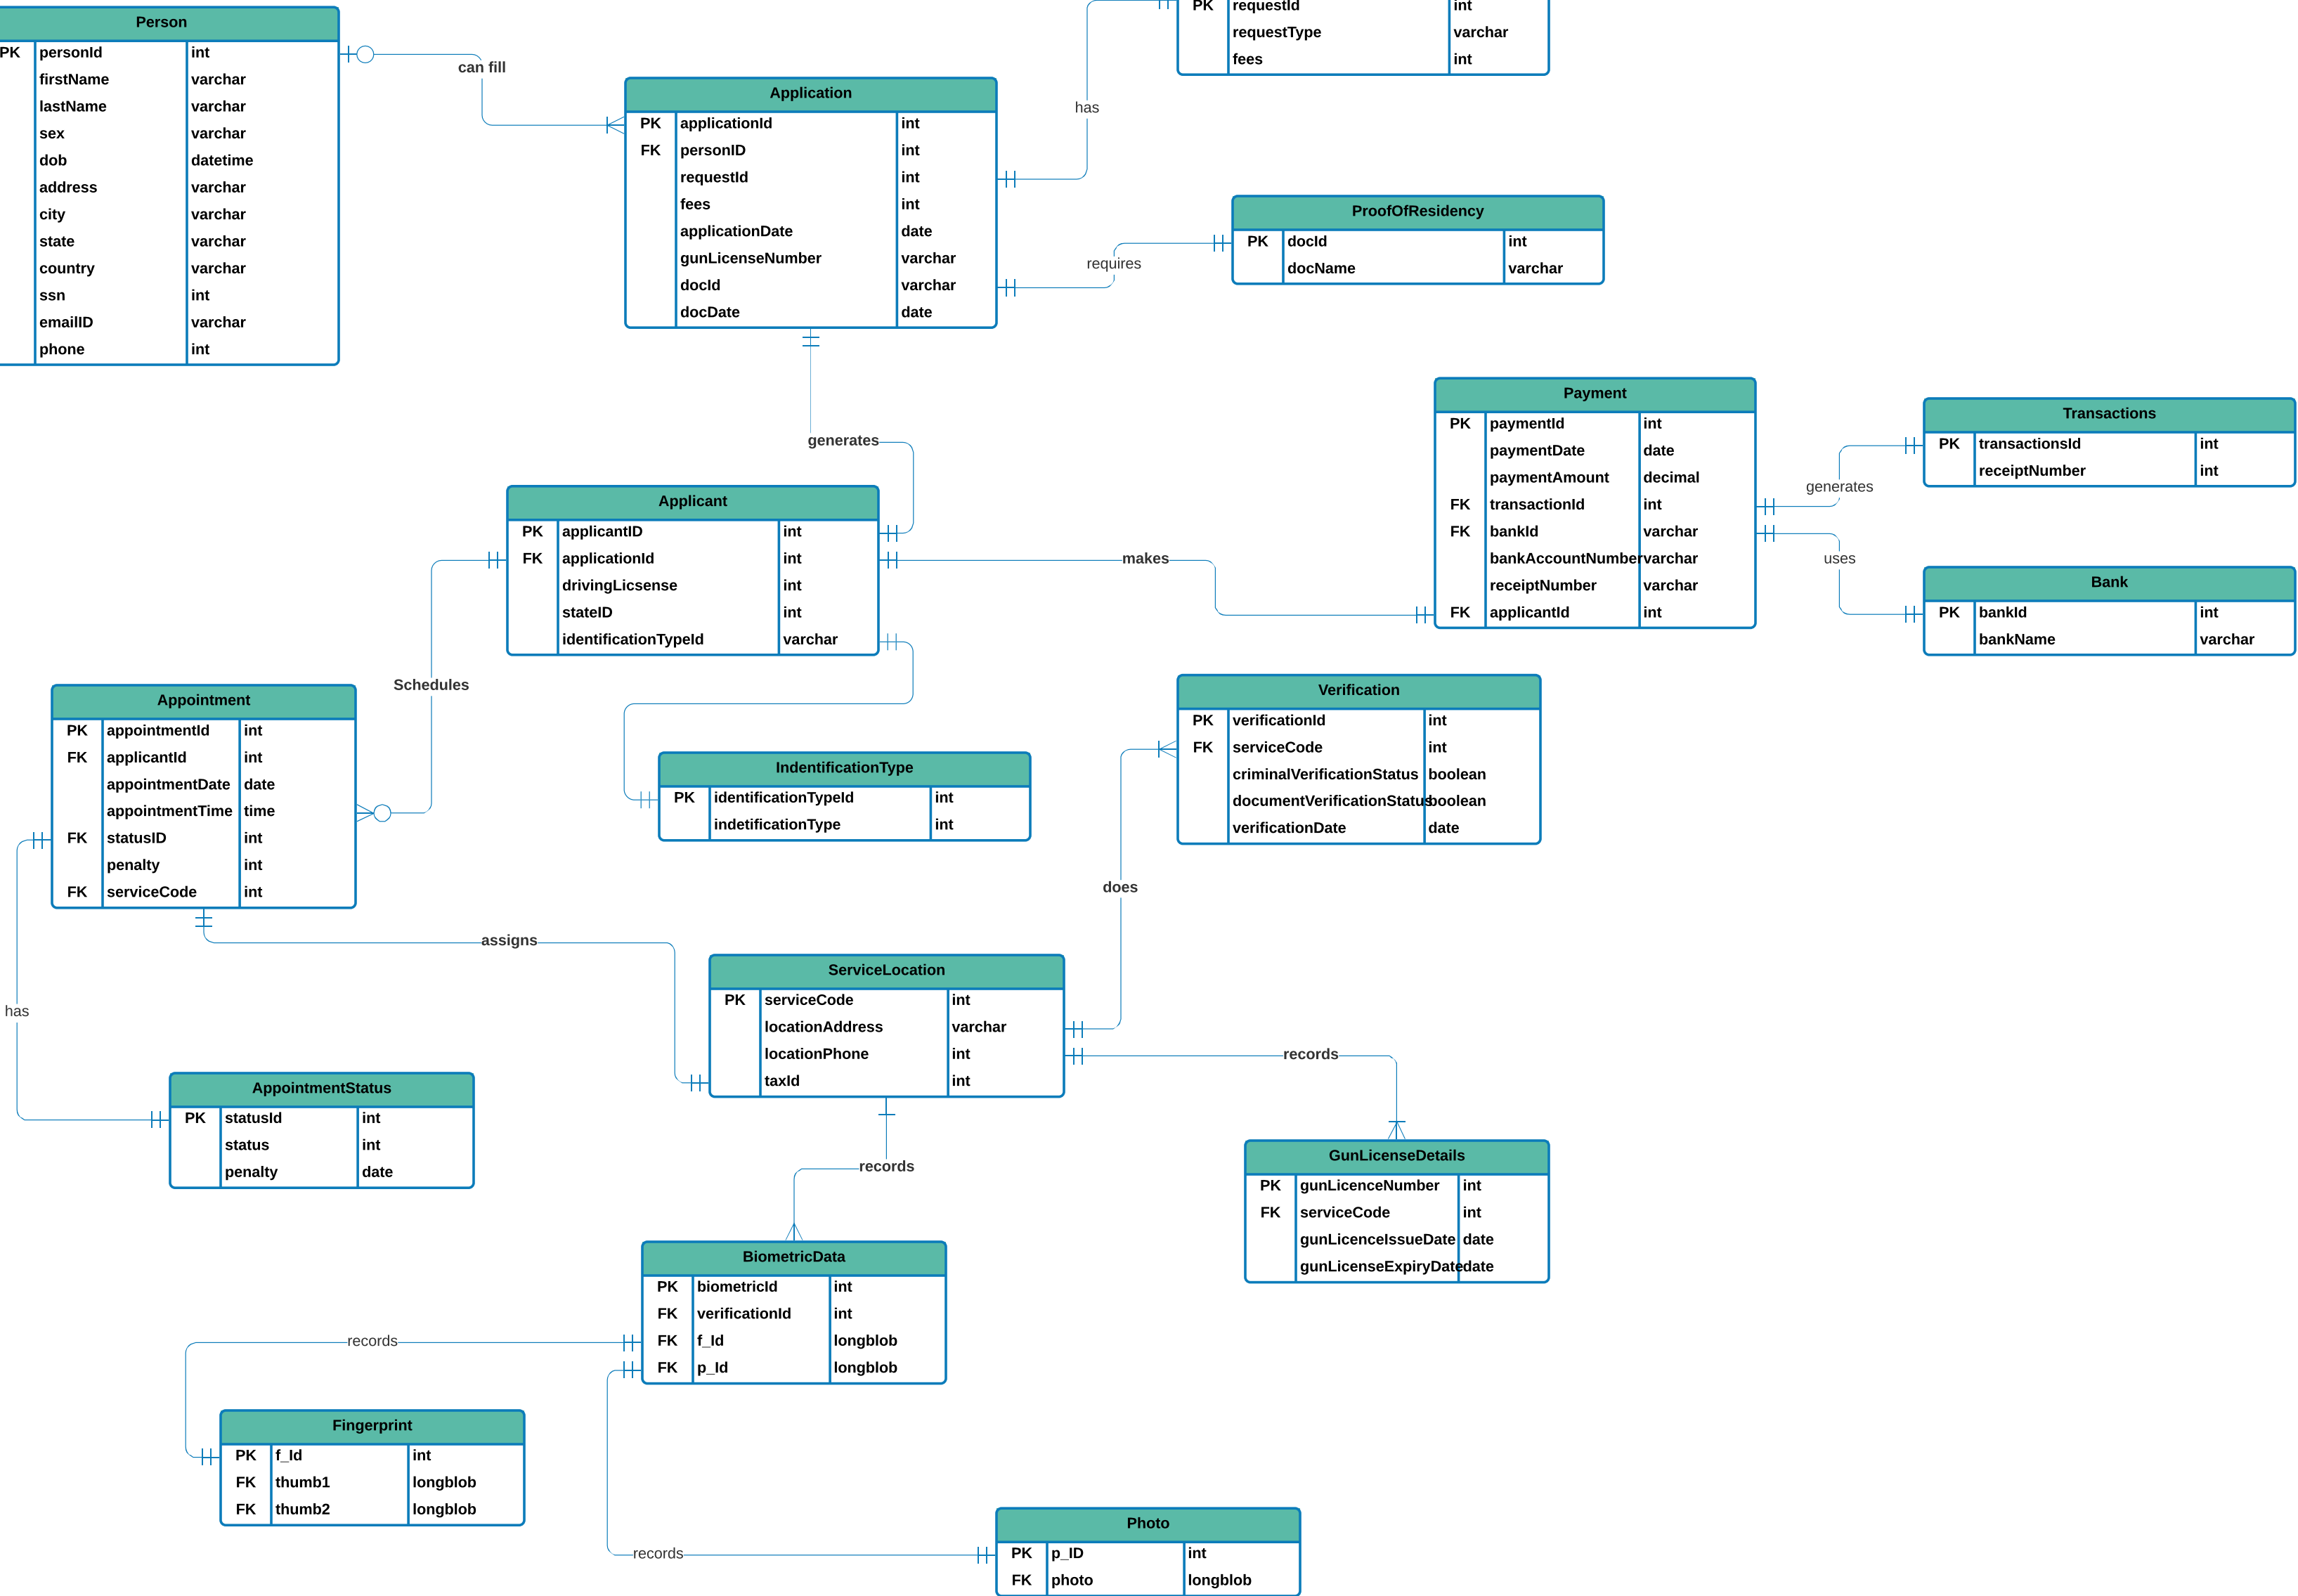 Person
PK personId int
firstName varchar
lastName varchar
sex varchar
dob datetime
address varchar
city varchar
state varchar
country varchar
ssn int
emailID varchar
phone int
can fill
PK requestId int
requestType varchar
fees int
has
Application
PK applicationId int
FK personID int
requestId int
fees int
applicationDate date
gunLicenseNumber varchar
docId varchar
docDate date
ProofOfResidency
PK docId int
docName varchar
requires
generates
Payment
PK paymentId int
paymentDate date
paymentAmount decimal
FK transactionId int
FK bankId varchar
bankAccountNumber varchar
receiptNumber varchar
FK applicantId int
Transactions
PK transactionsId int
receiptNumber int
generates
uses
Bank
PK bankId int
bankName varchar
Applicant
PK applicantID int
FK applicationId int
drivingLicsense int
stateID int
identificationTypeId varchar
makes
Schedules
Appointment
PK appointmentId int
FK applicantId int
appointmentDate date
appointmentTime time
FK statusID int
penalty int
FK serviceCode int
IndentificationType
PK identificationTypeId int
indetificationType int
Verification
PK verificationId int
FK serviceCode int
criminalVerificationStatus boolean
documentVerificationStatus boolean
verificationDate date
does
assigns
has
ServiceLocation
PK serviceCode int
locationAddress varchar
locationPhone int
taxId int
records
AppointmentStatus
PK statusId int
status int
penalty date
records
GunLicenseDetails
PK gunLicenceNumber int
FK serviceCode int
gunLicenceIssueDate date
gunLicenseExpiryDate date
BiometricData
PK biometricId int
FK verificationId int
FK f_Id longblob
FK p_Id longblob
records
Fingerprint
PK f_Id int
FK thumb1 longblob
FK thumb2 longblob
records
Photo
PK p_ID int
FK photo longblob